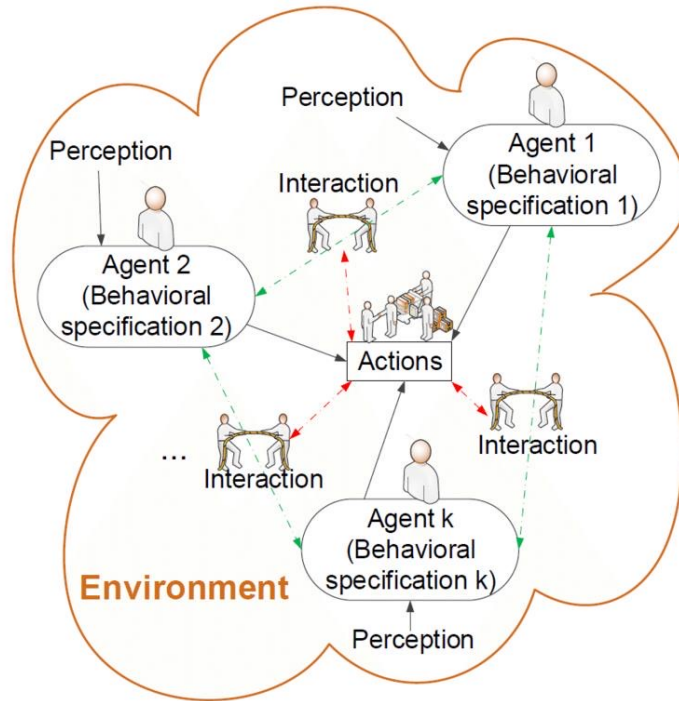 Perception
Agent 1
(Behavioral
specification 1)
Perception
Interaction
Agent 2
(Behavioral
specification 2)
Actions
Interaction
...
Interaction
Agent k
(Behavioral
specification k)
Environment
Perception